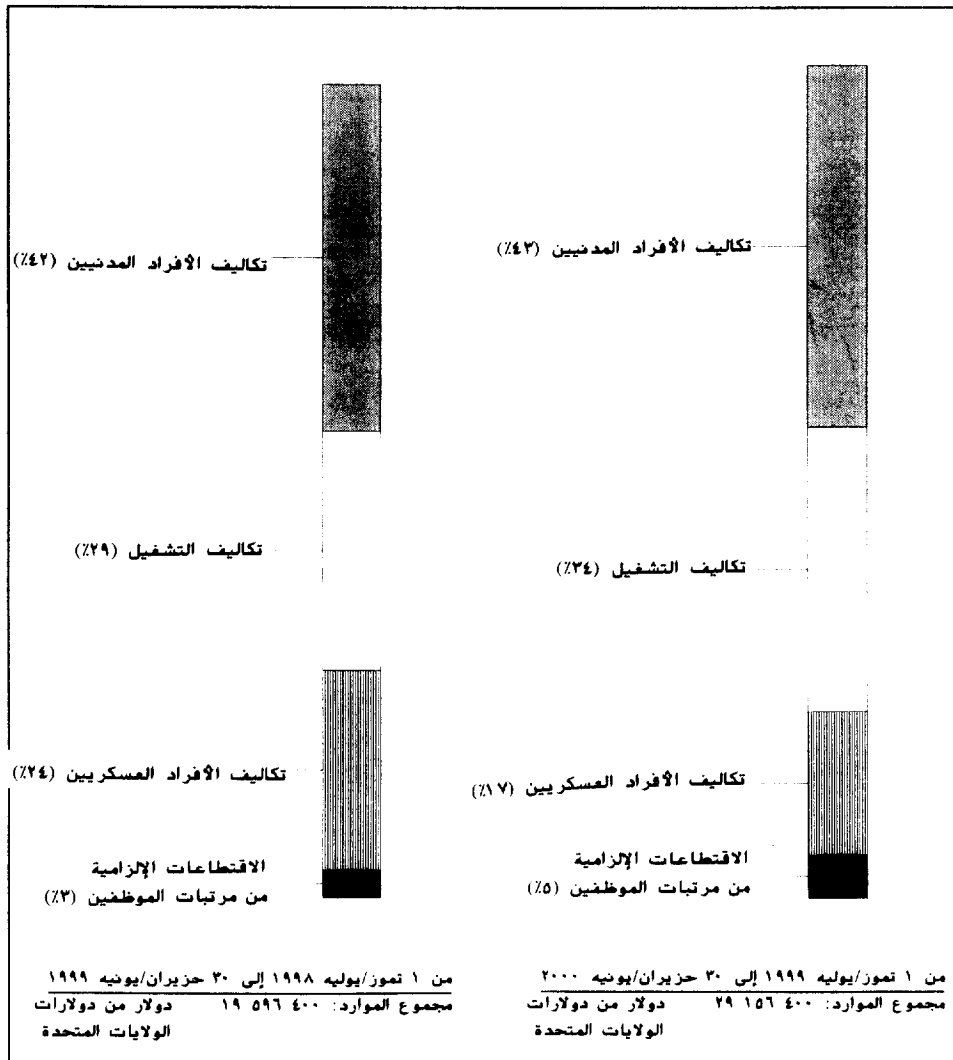 تكاليف الأفراد المدنيين (٤٣٪)
تكاليف التشغيل (٣٤٪)
تكاليف الأفراد العسكريين (١٧٪)
الاقتطاعات الإلزامية
من مرتبات الموظفين (٥٪)
من ١ تموز/يوليه ١٩٩٩ إلى ٣٠ حزيران/يونيه ٢٠٠٠
مجموع الموارد: ٤٠٠ ١٥٦ ٢٩ دولار من دولارات
الولايات المتحدة
تكاليف الأفراد المدنيين (٤٢٪)
تكاليف التشغيل (٢٩٪)
تكاليف الأفراد العسكريين (٢٤٪)
الاقتطاعات الإلزامية
من مرتبات الموظفين (٣٪)
من ١ تموز/يوليه ١٩٩٨ إلى ٣٠ حزيران/يونيه ١٩٩٩
مجموع الموارد: ٤٠٠ ٥٩٦ ١٩ دولار من دولارات
الولايات المتحدة